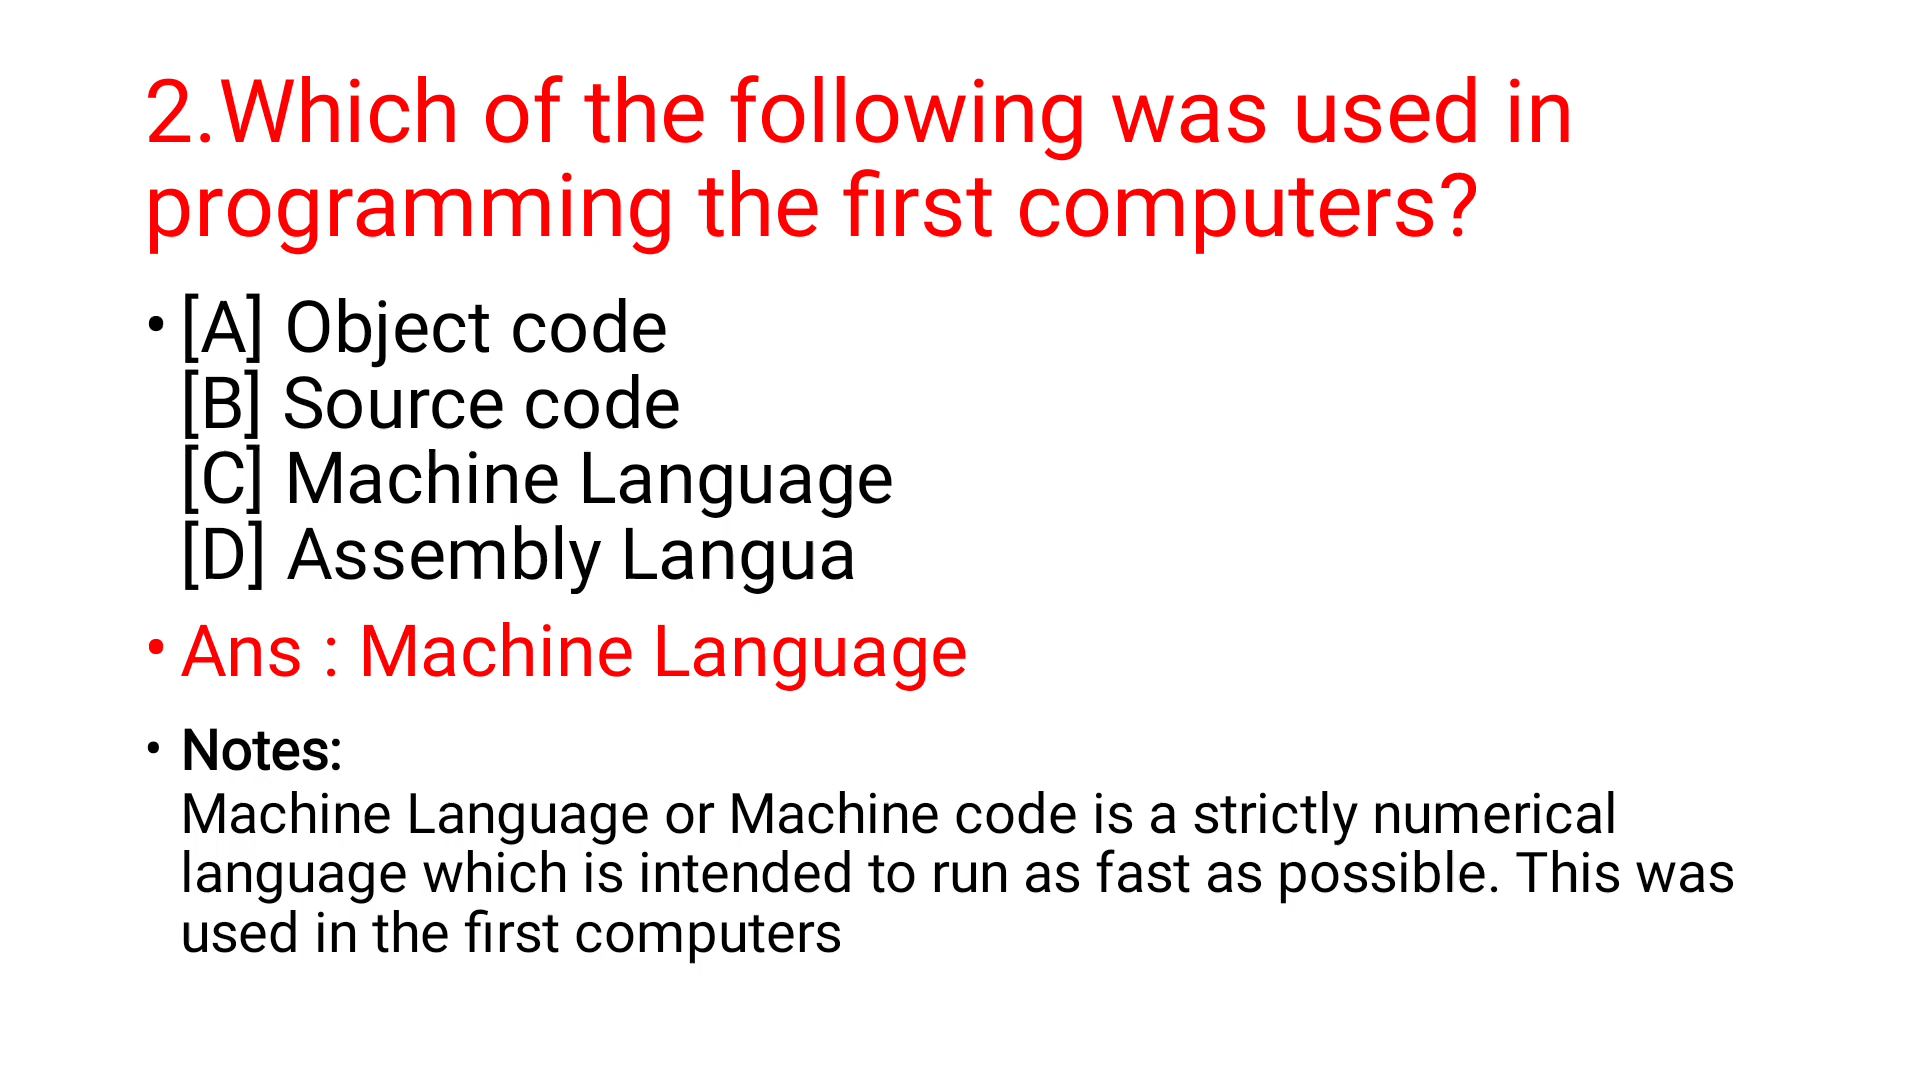 2.Which of the following was used in
programming the first computers?
• [A] Object code
[B] Source code
[C] Machine Language
[D] Assembly Langua
• Ans : Machine Language
• Notes:
Machine Language or Machine code is a strictly numerical
language which is intended to run as fast as possible. This was
used in the first computers